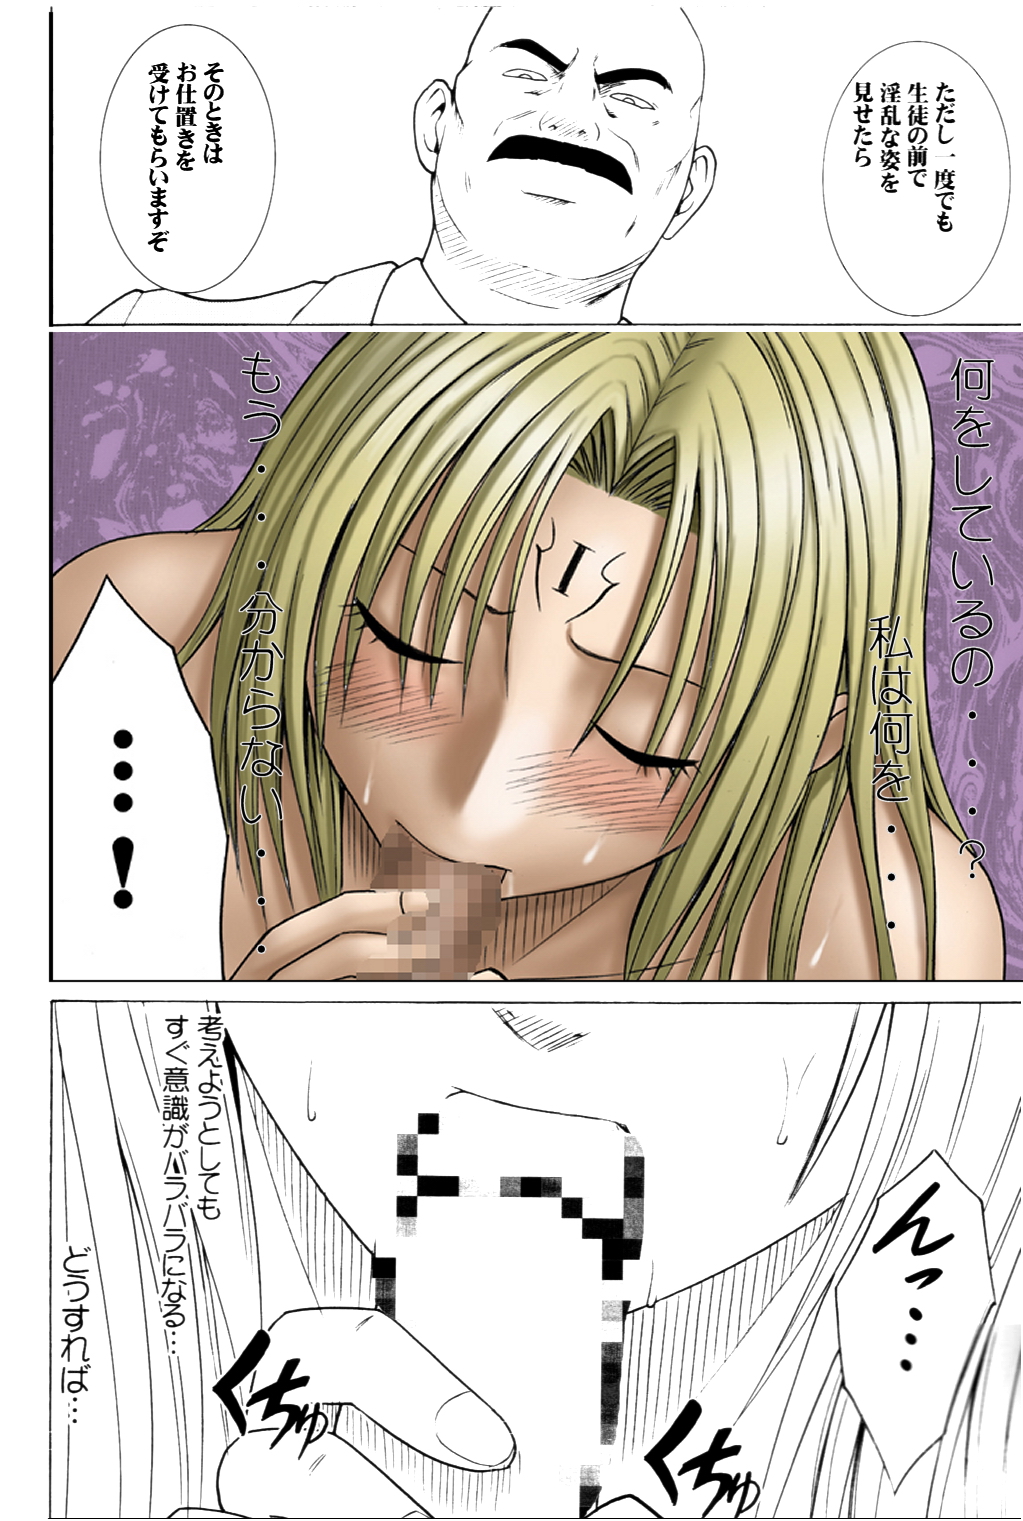 ただし一度でも
生徒の前で
淫乱な姿を
見せたら
そのときは
お仕置きを
受けてもらいますぞ
何をしているの・・・・?
私は何を・・・・
もう・・・・分からない・・・・
・・・!
んっ・・・
考えようとしても
すぐ意識がバラバラになる…
どうすれば…
くちゅ
くちゅ
I